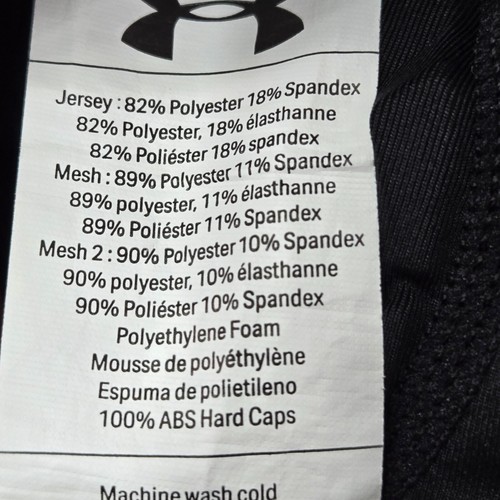 Jersey : 82% Polyester 18% Spandex
82% Polyester, 18% élasthanne
82% Poliéster 18% spandex
Mesh : 89% Polyester 11% Spandex
89% polyester, 11% élasthanne
89% Poliéster 11% Spandex
Mesh 2 : 90% Polyester 10% Spandex
90% polyester, 10% élasthanne
90% Poliéster 10% Spandex
Polyethylene Foam
Mousse de polyéthylène
Espuma de polietileno
100% ABS Hard Caps
Machine wash cold